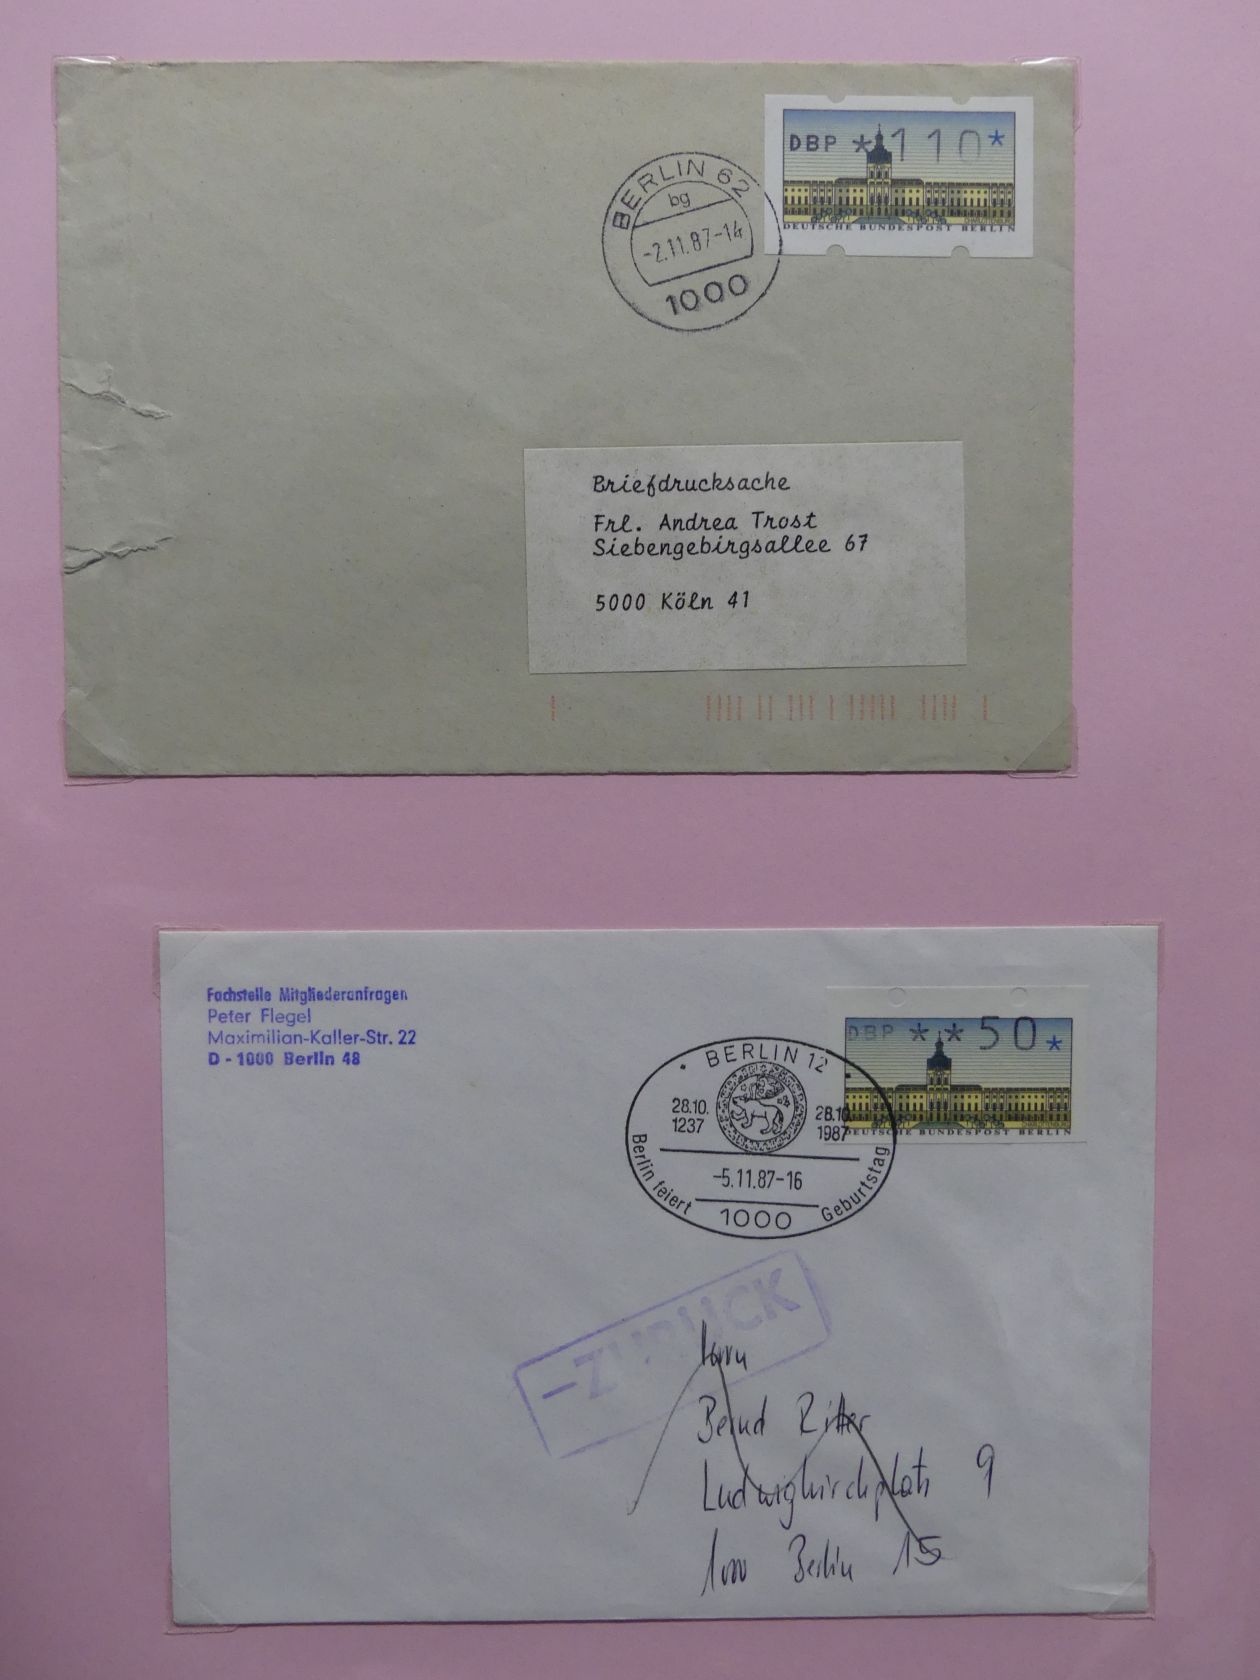 DBP *110*
DEUTSCHE BUNDESPOST BERLIN
BERLIN 62
bg
-2.11.87-14
1000
Briefdrucksache
Frl. Andrea Trost
Siebengebirgsallee 67
5000 Köln 41
Fachstelle Mitgliederanfragen
Peter Flegel
Maximilian-Kaller-Str. 22
D - 1000 Berlin 48
DBP **50*
DEUTSCHE BUNDESPOST BERLIN
BERLIN 12
28.10.
1237
28.10.
1987
-5.11.87-16
Berlin feiert Geburtstag
1000
-ZURÜCK
Herrn
Bernd Ritter
Ludwigkirchplatz 9
1000 Berlin 15